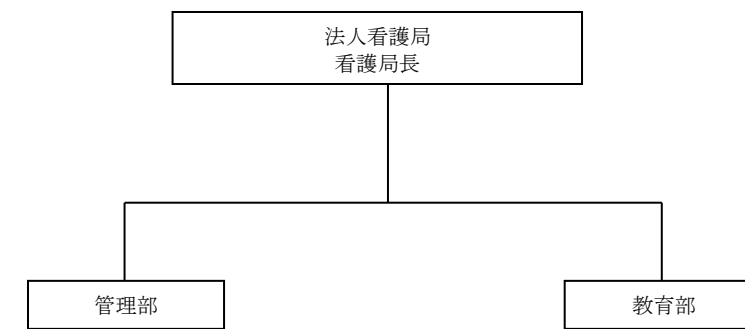 法人看護局
看護局長
管理部
教育部